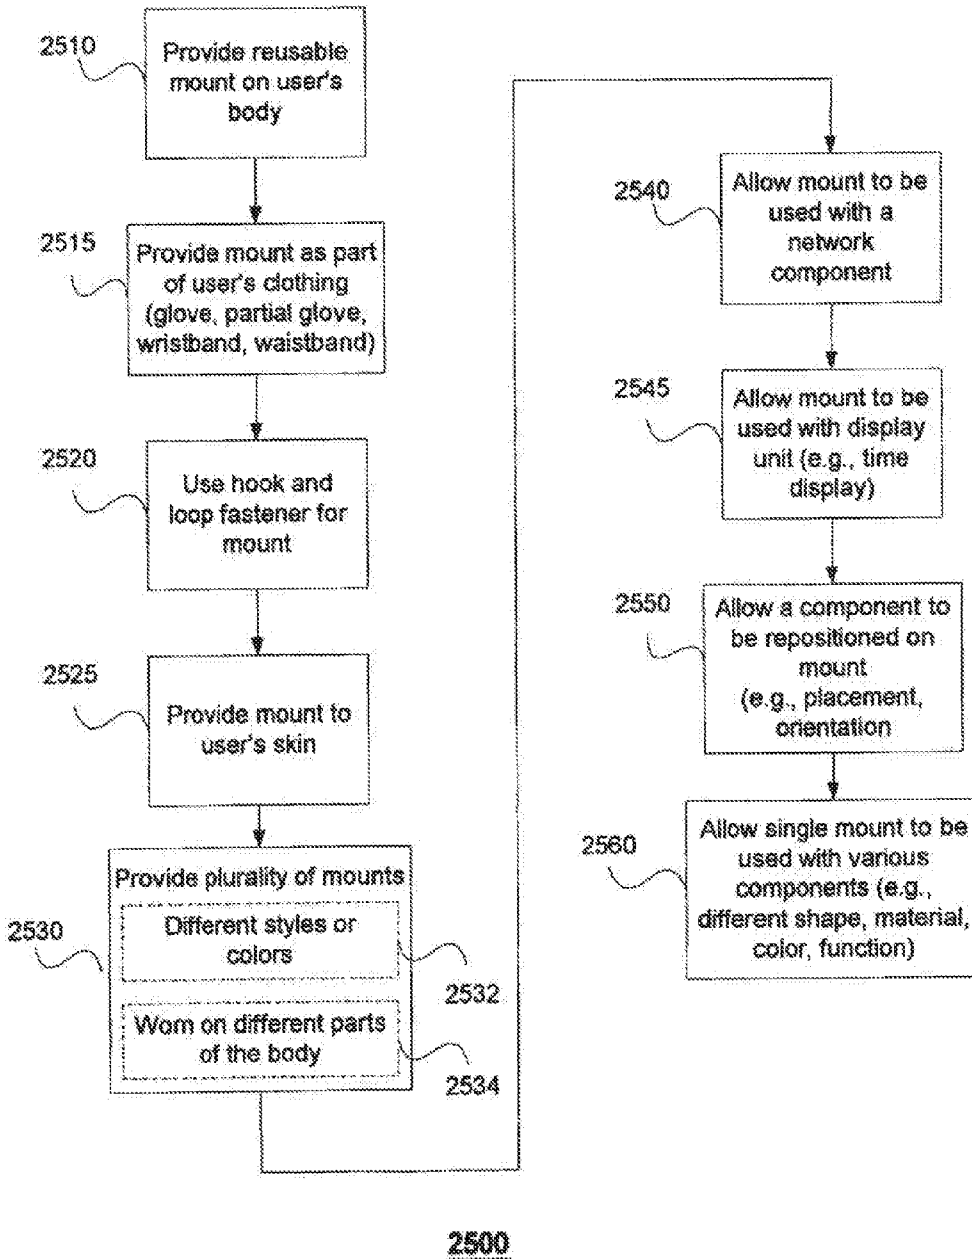 2510
Provide reusable
mount on user's
body
2515
Provide mount as part
of user's clothing
(glove, partial glove,
wristband, waistband)
2520
Use hook and
loop fastener for
mount
2525
Provide mount to
user's skin
2530
Provide plurality of mounts
Different styles or
colors
2532
Worn on different parts
of the body
2534
2540
Allow mount to be
used with a
network
component
2545
Allow mount to be
used with display
unit (e.g., time
display)
2550
Allow a component to
be repositioned on
mount
(e.g., placement,
orientation
2560
Allow single mount to be
used with various
components (e.g.,
different shape, material,
color, function)
2500